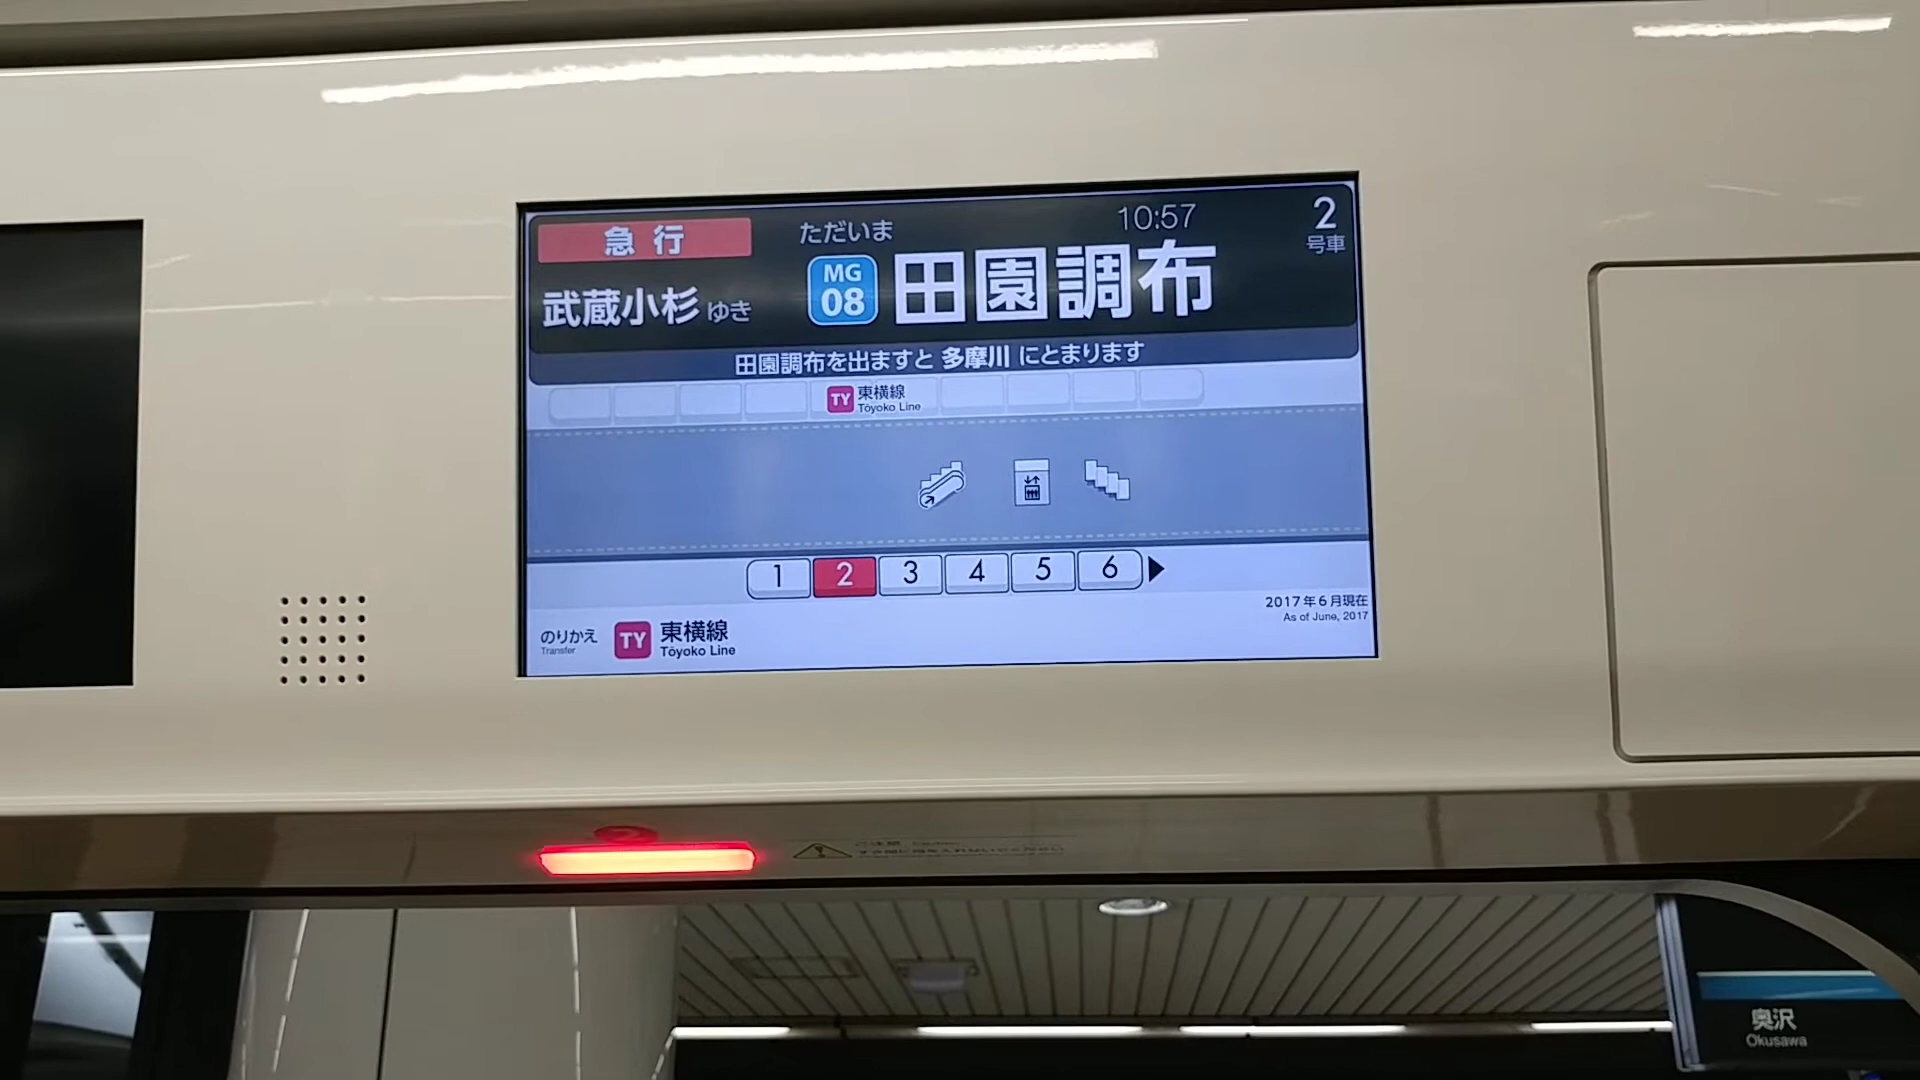 急行
武蔵小杉 ゆき
ただいま
MG
08
田園調布
10:57
2
号車
田園調布を出ますと 多摩川 にとまります
TY 東横線
Tōyoko Line
1 2 3 4 5 6
2017年6月現在
As of June, 2017
のりかえ
Transfer
TY 東横線
Tōyoko Line
奥沢
Okusawa